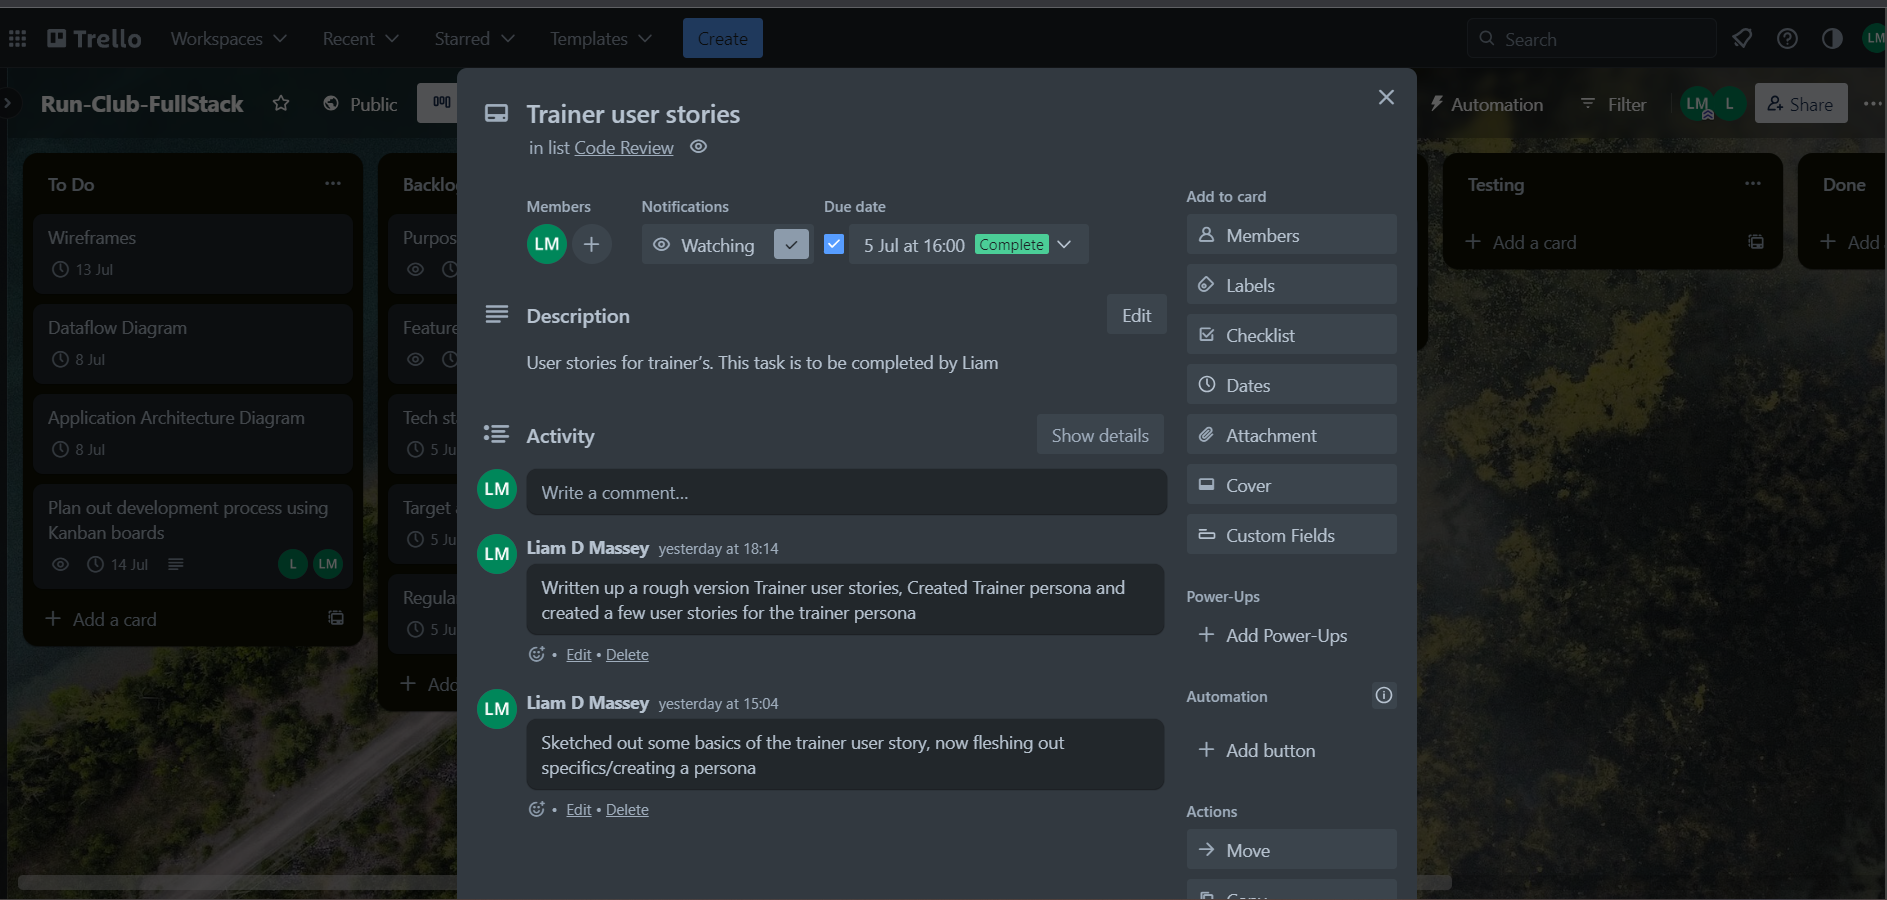 Trello
Workspaces
Recent
Starred
Templates
Create
Search
LM
Run-Club-FullStack
Public
Automation
Filter
LM
L
Share
To Do
Wireframes
13 Jul
Dataflow Diagram
8 Jul
Application Architecture Diagram
8 Jul
Plan out development process using
Kanban boards
14 Jul
L
LM
Add a card
Backlo
Purpos
Feature
Tech st
5 Ju
Target
5 Ju
Regula
5 Ju
Add
Trainer user stories
in list Code Review
Members
LM
Notifications
Watching
Due date
5 Jul at 16:00 Complete
Description
Edit
User stories for trainer’s. This task is to be completed by Liam
Activity
Show details
LM
Write a comment…
LM
Liam D Massey yesterday at 18:14
Written up a rough version Trainer user stories, Created Trainer persona and
created a few user stories for the trainer persona
• Edit • Delete
LM
Liam D Massey yesterday at 15:04
Sketched out some basics of the trainer user story, now fleshing out
specifics/creating a persona
• Edit • Delete
Add to card
Members
Labels
Checklist
Dates
Attachment
Cover
Custom Fields
Power-Ups
Add Power-Ups
Automation
Add button
Actions
Move
Testing
Add a card
Done
Add